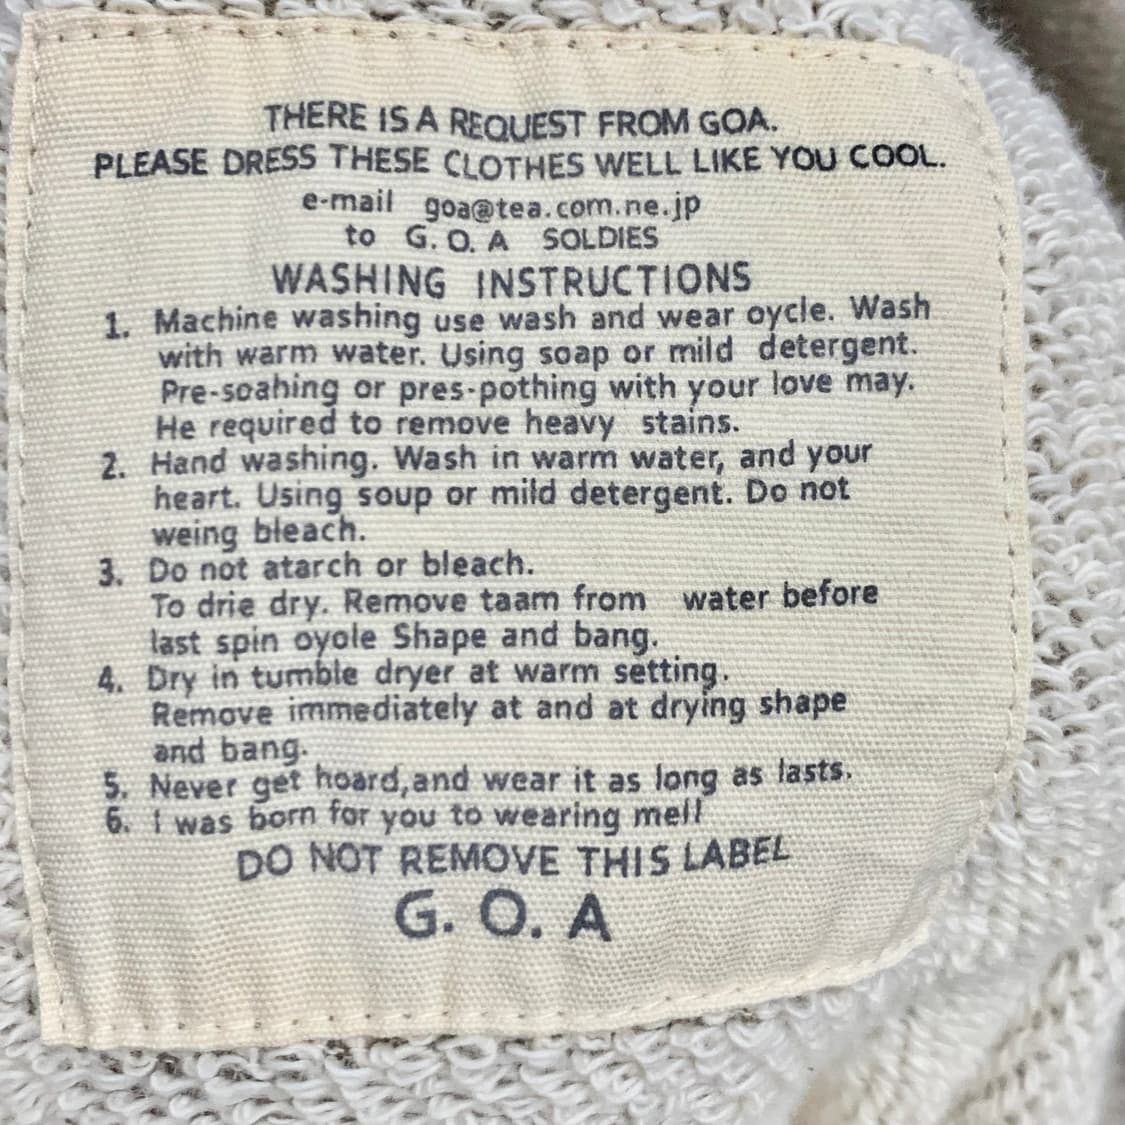 THERE IS A REQUEST FROM GOA.
PLEASE DRESS THESE CLOTHES WELL LIKE YOU COOL.
e-mail goa@tea.com.ne.jp
to G. O. A SOLDIES
WASHING INSTRUCTIONS
1. Machine washing use wash and wear oycle. Wash
with warm water. Using soap or mild detergent.
Pre-soahing or pres-pothing with your love may.
He required to remove heavy stains.
2. Hand washing. Wash in warm water, and your
heart. Using soup or mild detergent. Do not
weing bleach.
3. Do not atarch or bleach.
To drie dry. Remove taam from water before
last spin oyole Shape and bang.
4. Dry in tumble dryer at warm setting.
Remove immediately at and at drying shape
and bang.
5. Never get hoard,and wear it as long as lasts.
6. I was born for you to wearing mell
DO NOT REMOVE THIS LABEL
G. O. A